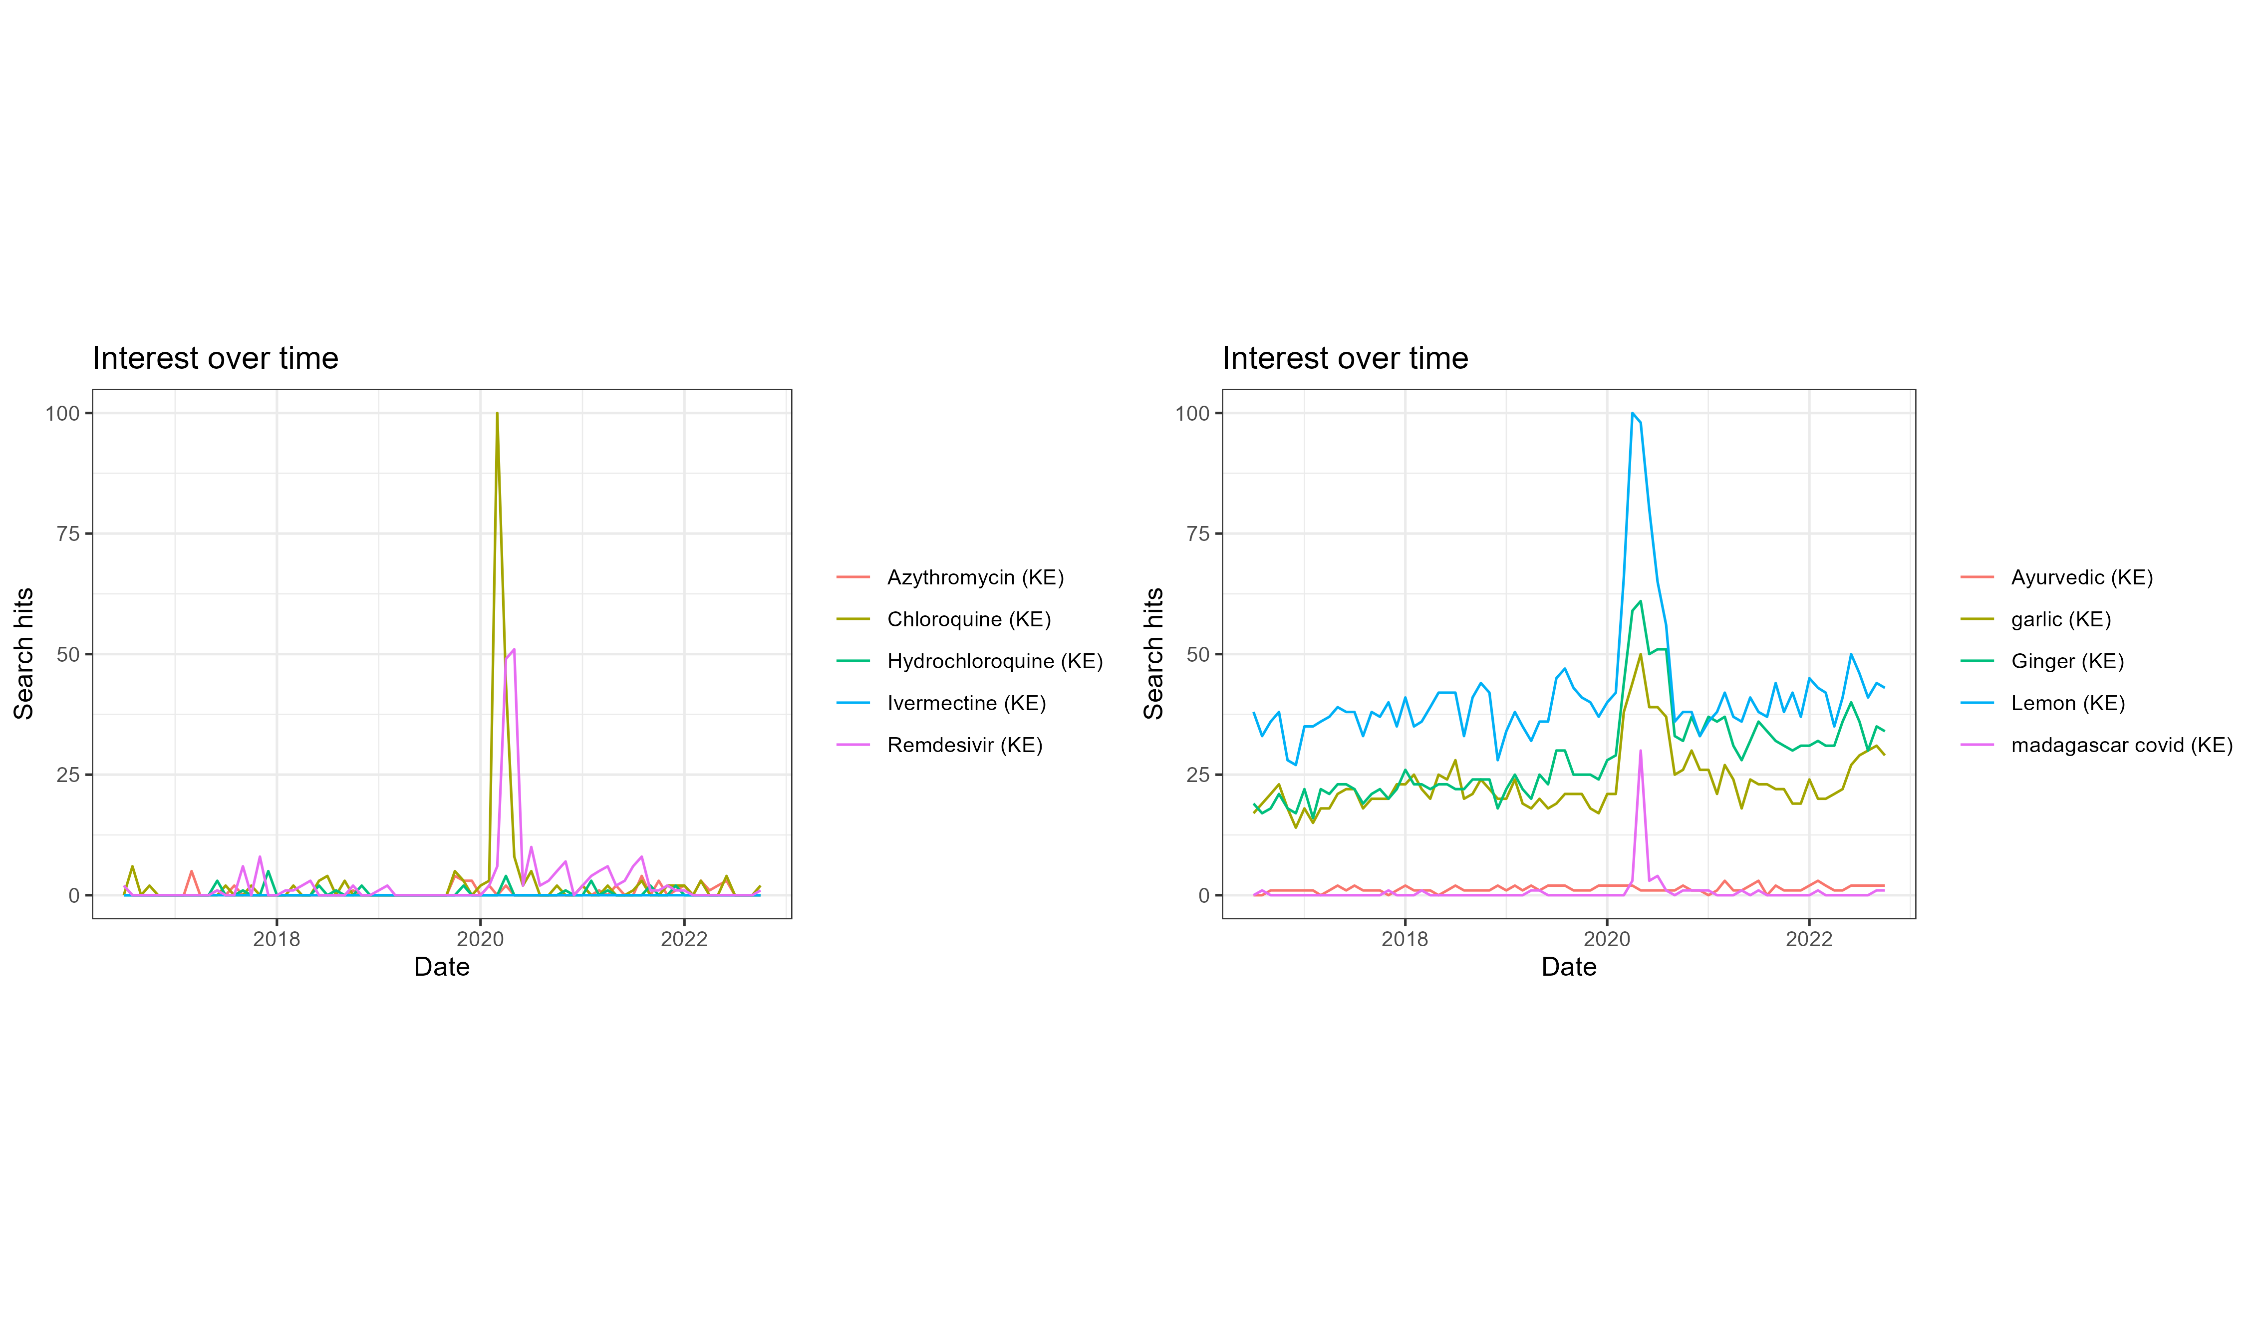 Interest over time
100
75
50
25
0
Search hits
2018
2020
2022
Date
Azythromycin (KE)
Chloroquine (KE)
Hydrochloroquine (KE)
Ivermectine (KE)
Remdesivir (KE)
Interest over time
100
75
50
25
0
Search hits
2018
2020
2022
Date
Ayurvedic (KE)
garlic (KE)
Ginger (KE)
Lemon (KE)
madagascar covid (KE)